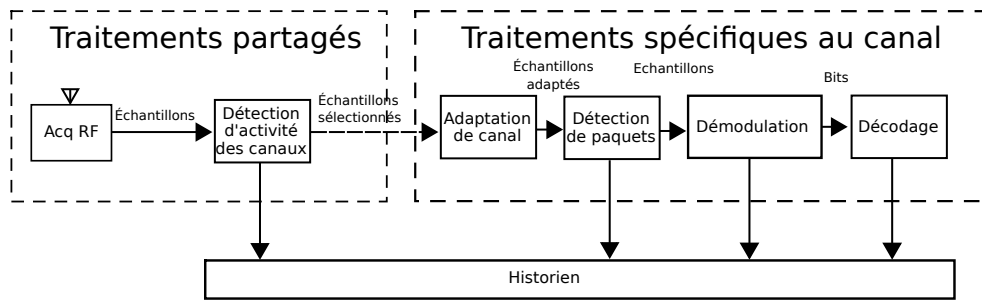 Traitements partagés
Traitements spécifiques au canal
Acq RF
Échantillons
Détection
d'activité
des canaux
Échantillons
sélectionnés
Adaptation
de canal
Échantillons
adaptés
Détection
de paquets
Echantillons
Démodulation
Bits
Décodage
Historien